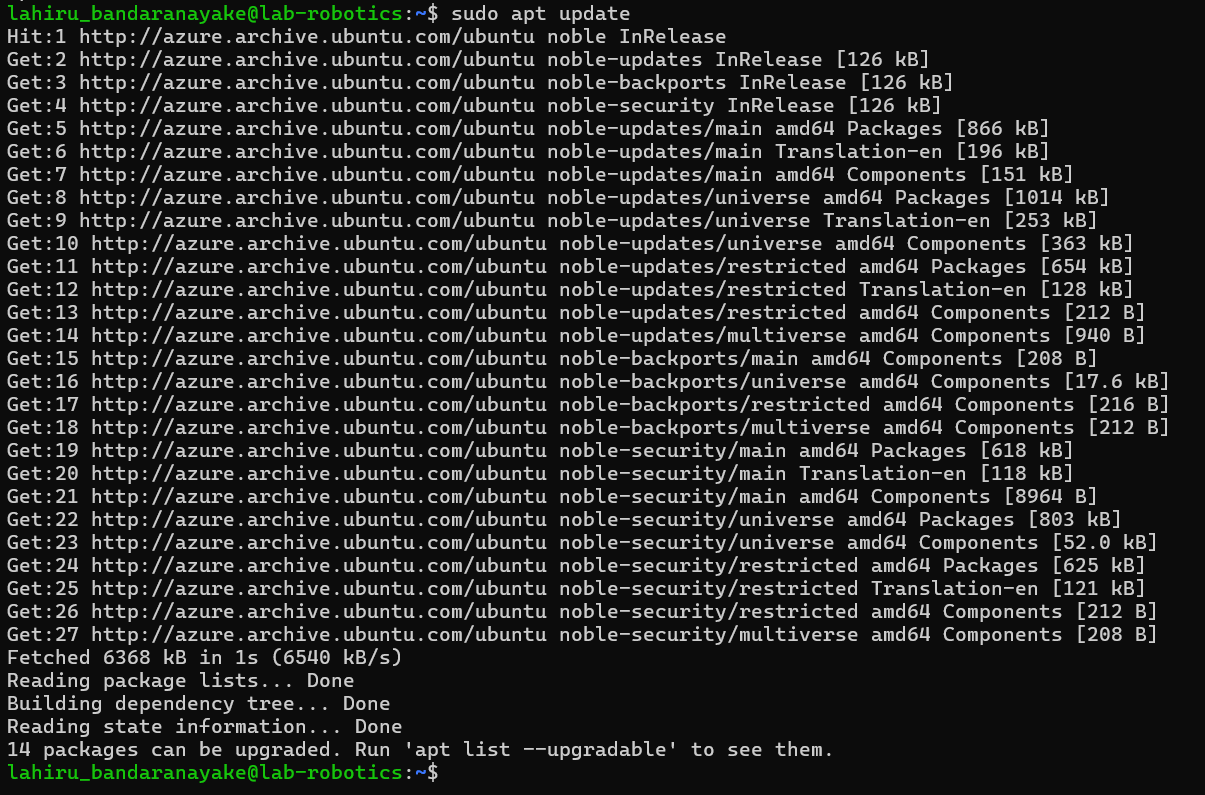 lahiru_bandaranayake@lab-robotics:~$ sudo apt update
Hit:1 http://azure.archive.ubuntu.com/ubuntu noble InRelease
Get:2 http://azure.archive.ubuntu.com/ubuntu noble-updates InRelease [126 kB]
Get:3 http://azure.archive.ubuntu.com/ubuntu noble-backports InRelease [126 kB]
Get:4 http://azure.archive.ubuntu.com/ubuntu noble-security InRelease [126 kB]
Get:5 http://azure.archive.ubuntu.com/ubuntu noble-updates/main amd64 Packages [866 kB]
Get:6 http://azure.archive.ubuntu.com/ubuntu noble-updates/main Translation-en [196 kB]
Get:7 http://azure.archive.ubuntu.com/ubuntu noble-updates/main amd64 Components [151 kB]
Get:8 http://azure.archive.ubuntu.com/ubuntu noble-updates/universe amd64 Packages [1014 kB]
Get:9 http://azure.archive.ubuntu.com/ubuntu noble-updates/universe Translation-en [253 kB]
Get:10 http://azure.archive.ubuntu.com/ubuntu noble-updates/universe amd64 Components [363 kB]
Get:11 http://azure.archive.ubuntu.com/ubuntu noble-updates/restricted amd64 Packages [654 kB]
Get:12 http://azure.archive.ubuntu.com/ubuntu noble-updates/restricted Translation-en [128 kB]
Get:13 http://azure.archive.ubuntu.com/ubuntu noble-updates/restricted amd64 Components [212 B]
Get:14 http://azure.archive.ubuntu.com/ubuntu noble-updates/multiverse amd64 Components [940 B]
Get:15 http://azure.archive.ubuntu.com/ubuntu noble-backports/main amd64 Components [208 B]
Get:16 http://azure.archive.ubuntu.com/ubuntu noble-backports/universe amd64 Components [17.6 kB]
Get:17 http://azure.archive.ubuntu.com/ubuntu noble-backports/restricted amd64 Components [216 B]
Get:18 http://azure.archive.ubuntu.com/ubuntu noble-backports/multiverse amd64 Components [212 B]
Get:19 http://azure.archive.ubuntu.com/ubuntu noble-security/main amd64 Packages [618 kB]
Get:20 http://azure.archive.ubuntu.com/ubuntu noble-security/main Translation-en [118 kB]
Get:21 http://azure.archive.ubuntu.com/ubuntu noble-security/main amd64 Components [8964 B]
Get:22 http://azure.archive.ubuntu.com/ubuntu noble-security/universe amd64 Packages [803 kB]
Get:23 http://azure.archive.ubuntu.com/ubuntu noble-security/universe amd64 Components [52.0 kB]
Get:24 http://azure.archive.ubuntu.com/ubuntu noble-security/restricted amd64 Packages [625 kB]
Get:25 http://azure.archive.ubuntu.com/ubuntu noble-security/restricted Translation-en [121 kB]
Get:26 http://azure.archive.ubuntu.com/ubuntu noble-security/restricted amd64 Components [212 B]
Get:27 http://azure.archive.ubuntu.com/ubuntu noble-security/multiverse amd64 Components [208 B]
Fetched 6368 kB in 1s (6540 kB/s)
Reading package lists... Done
Building dependency tree... Done
Reading state information... Done
14 packages can be upgraded. Run 'apt list --upgradable' to see them.
lahiru_bandaranayake@lab-robotics:~$